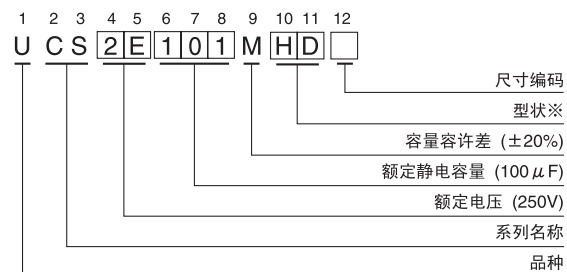 1 2 3 4 5 6 7 8 9 10 11 12
U C S 2 E 1 0 1 M H D
尺寸编码
型状※
容量容许差 (±20%)
额定静电容量 (100μF)
额定电压 (250V)
系列名称
品种